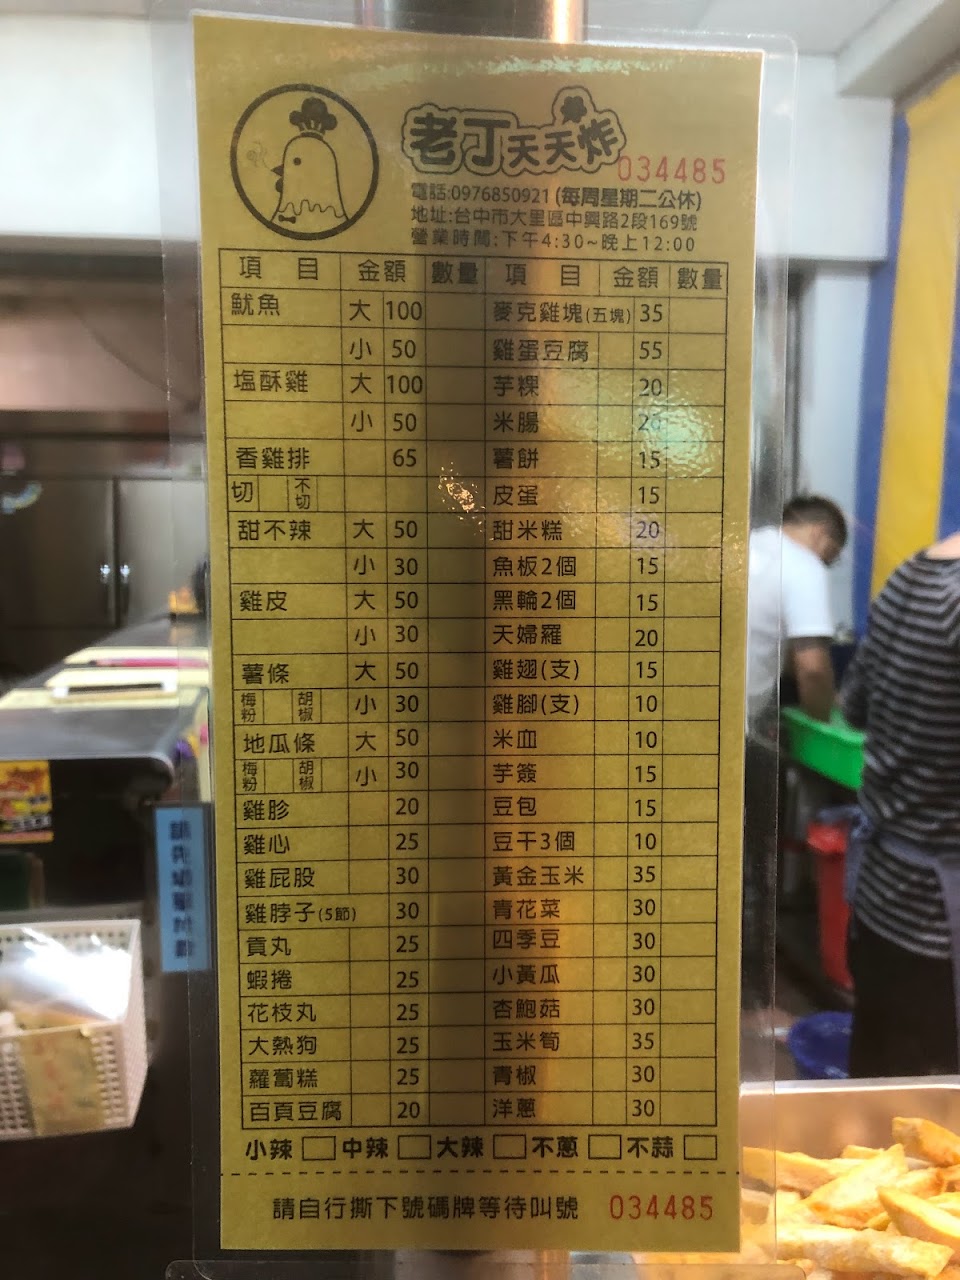 老丁天天炸
034485
電話:0976850921 (每周星期二公休)
地址:台中市大里區中興路2段169號
營業時間:下午4:30~晚上12:00
項目 金額 數量 項目 金額 數量
魷魚 大 100 麥克雞塊(五塊) 35
小 50 雞蛋豆腐 55
塩酥雞 大 100 芋粿 20
小 50 米腸 20
香雞排 65 薯餅 15
切 不切 皮蛋 15
甜不辣 大 50 甜米糕 20
小 30 魚板2個 15
雞皮 大 50 黑輪2個 15
小 30 天婦羅 20
薯條 大 50 雞翅(支) 15
梅粉 胡椒 小 30 雞腳(支) 10
地瓜條 大 50 米血 10
梅粉 胡椒 小 30 芋簽 15
雞胗 20 豆包 15
雞心 25 豆干3個 10
雞屁股 30 黃金玉米 35
雞脖子(5節) 30 青花菜 30
貢丸 25 四季豆 30
蝦捲 25 小黃瓜 30
花枝丸 25 杏鮑菇 30
大熱狗 25 玉米筍 35
蘿蔔糕 25 青椒 30
百頁豆腐 20 洋蔥 30
小辣 中辣 大辣 不蔥 不蒜
請自行撕下號碼牌等待叫號 034485